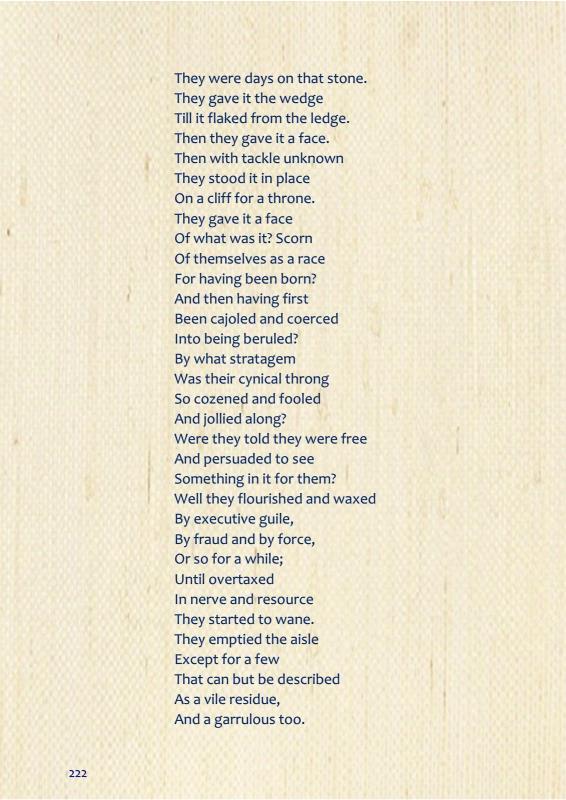 They were days on that stone.
They gave it the wedge
Till it flaked from the ledge.
Then they gave it a face.
Then with tackle unknown
They stood it in place
On a cliff for a throne.
They gave it a face
Of what was it? Scorn
Of themselves as a race
For having been born?
And then having first
Been cajoled and coerced
Into being beruled?
By what stratagem
Was their cynical throng
So cozened and fooled
And jollied along?
Were they told they were free
And persuaded to see
Something in it for them?
Well they flourished and waxed
By executive guile,
By fraud and by force,
Or so for a while;
Until overtaxed
In nerve and resource
They started to wane.
They emptied the aisle
Except for a few
That can but be described
As a vile residue,
And a garrulous too.
222